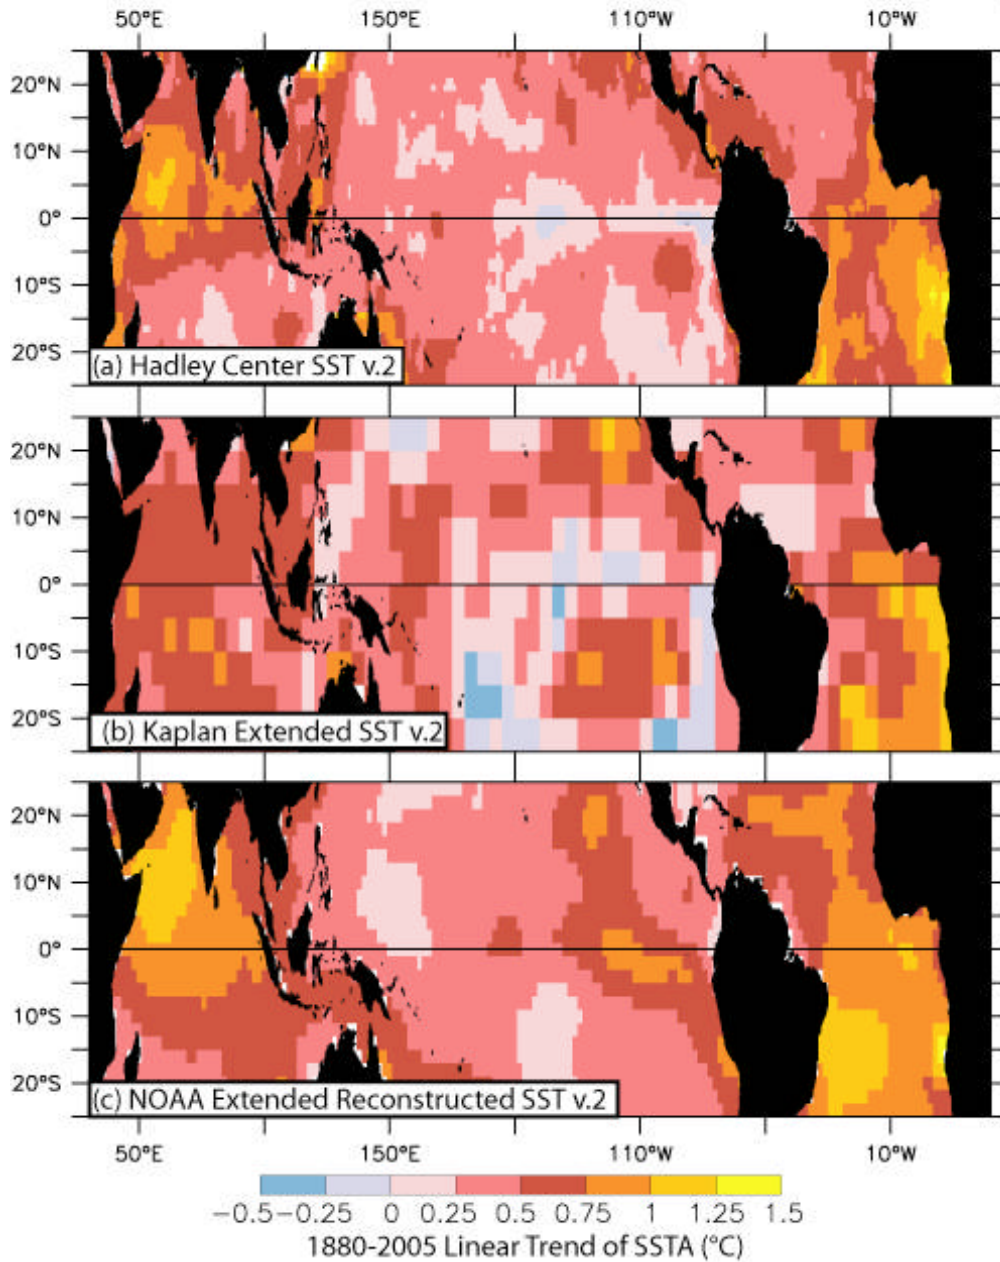 50°E 150°E 110°W 10°W
20°N
10°N
0°
10°S
20°S
(a) Hadley Center SST v.2
20°N
10°N
0°
10°S
20°S
(b) Kaplan Extended SST v.2
20°N
10°N
0°
10°S
20°S
(c) NOAA Extended Reconstructed SST v.2
50°E 150°E 110°W 10°W
−0.5 −0.25 0 0.25 0.5 0.75 1 1.25 1.5
1880-2005 Linear Trend of SSTA (°C)